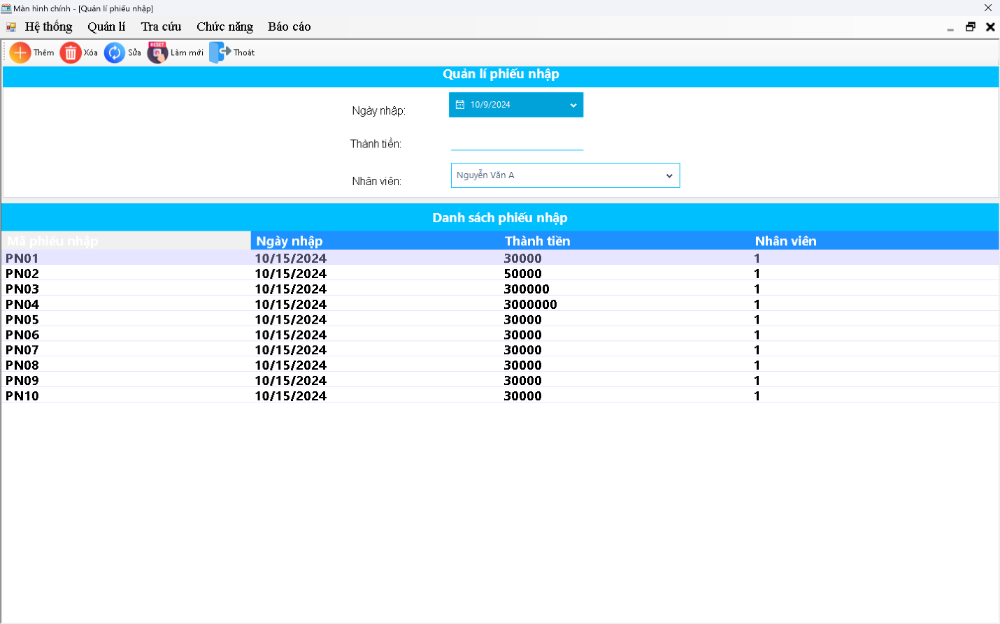 Màn hình chính - [Quản lí phiếu nhập]
Hệ thống Quản lí Tra cứu Chức năng Báo cáo
Thêm Xóa Sửa RESET Làm mới Thoát
Quản lí phiếu nhập
Ngày nhập: 10/9/2024
Thành tiền:
Nhân viên: Nguyễn Văn A
Danh sách phiếu nhập
Mã phiếu nhập Ngày nhập Thành tiền Nhân viên
PN01 10/15/2024 30000 1
PN02 10/15/2024 50000 1
PN03 10/15/2024 300000 1
PN04 10/15/2024 3000000 1
PN05 10/15/2024 30000 1
PN06 10/15/2024 30000 1
PN07 10/15/2024 30000 1
PN08 10/15/2024 30000 1
PN09 10/15/2024 30000 1
PN10 10/15/2024 30000 1